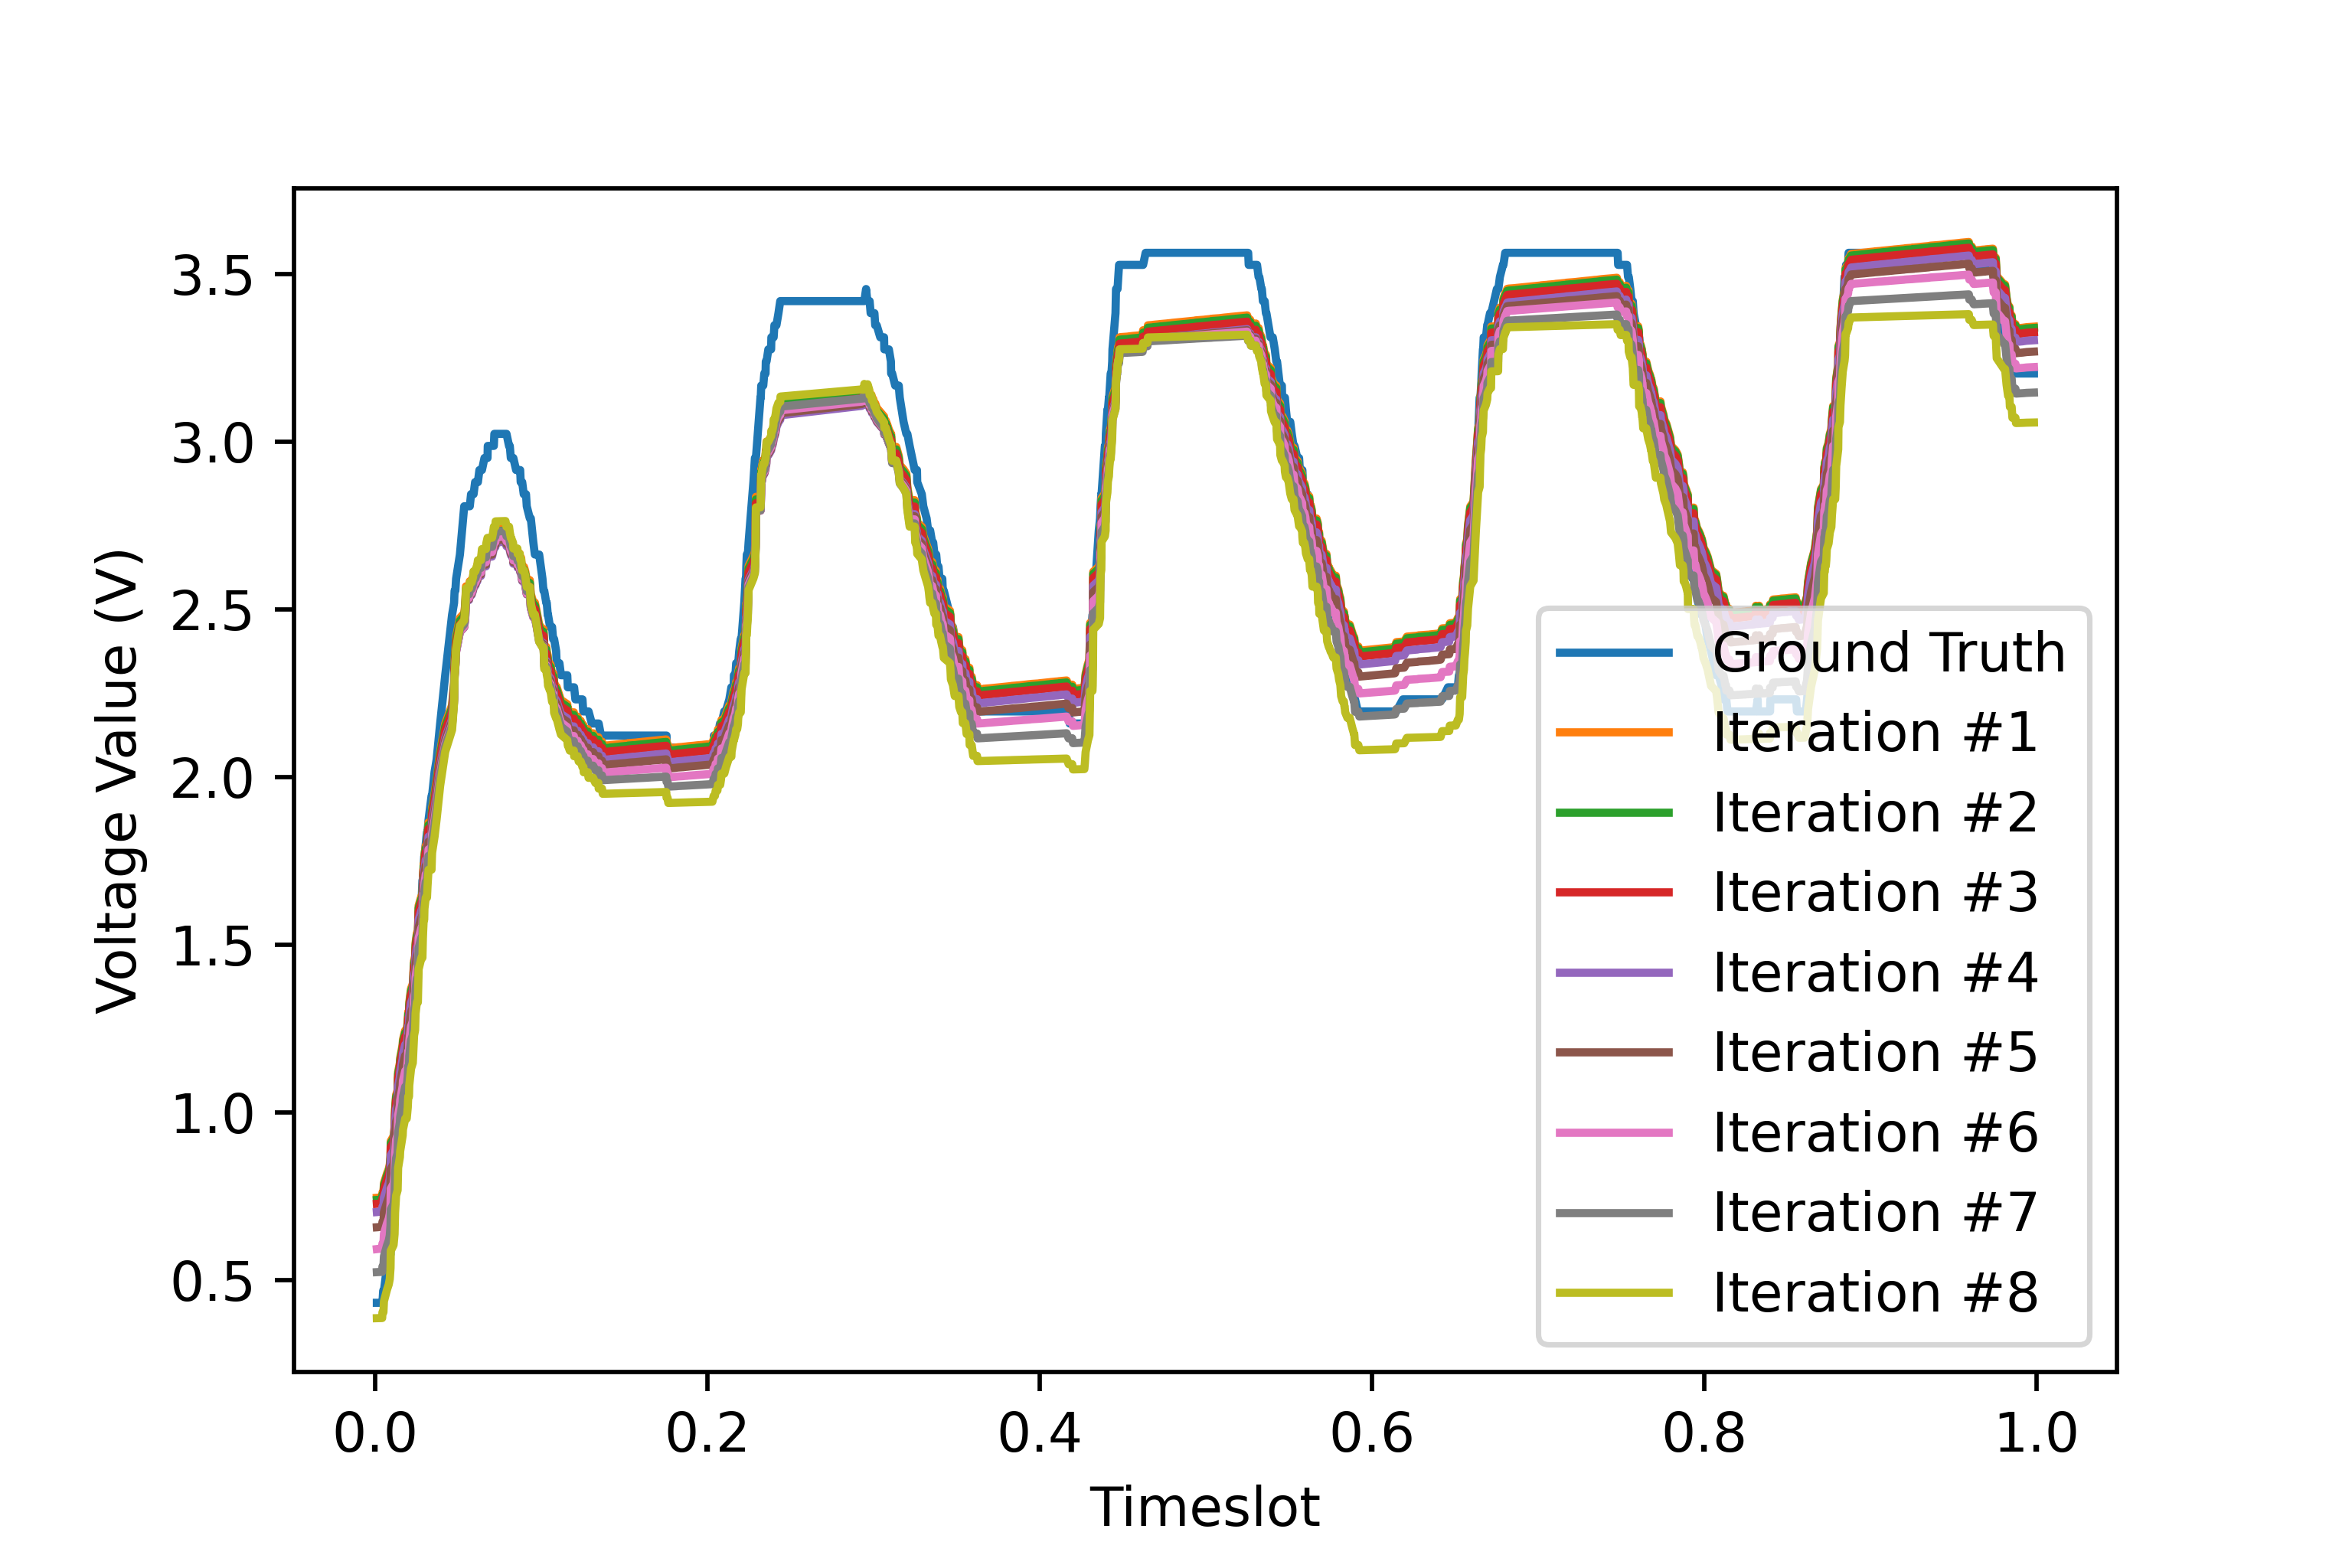 Voltage Value (V)
3.5
3.0
2.5
2.0
1.5
1.0
0.5
Ground Truth
Iteration #1
Iteration #2
Iteration #3
Iteration #4
Iteration #5
Iteration #6
Iteration #7
Iteration #8
0.0 0.2 0.4 0.6 0.8 1.0
Timeslot